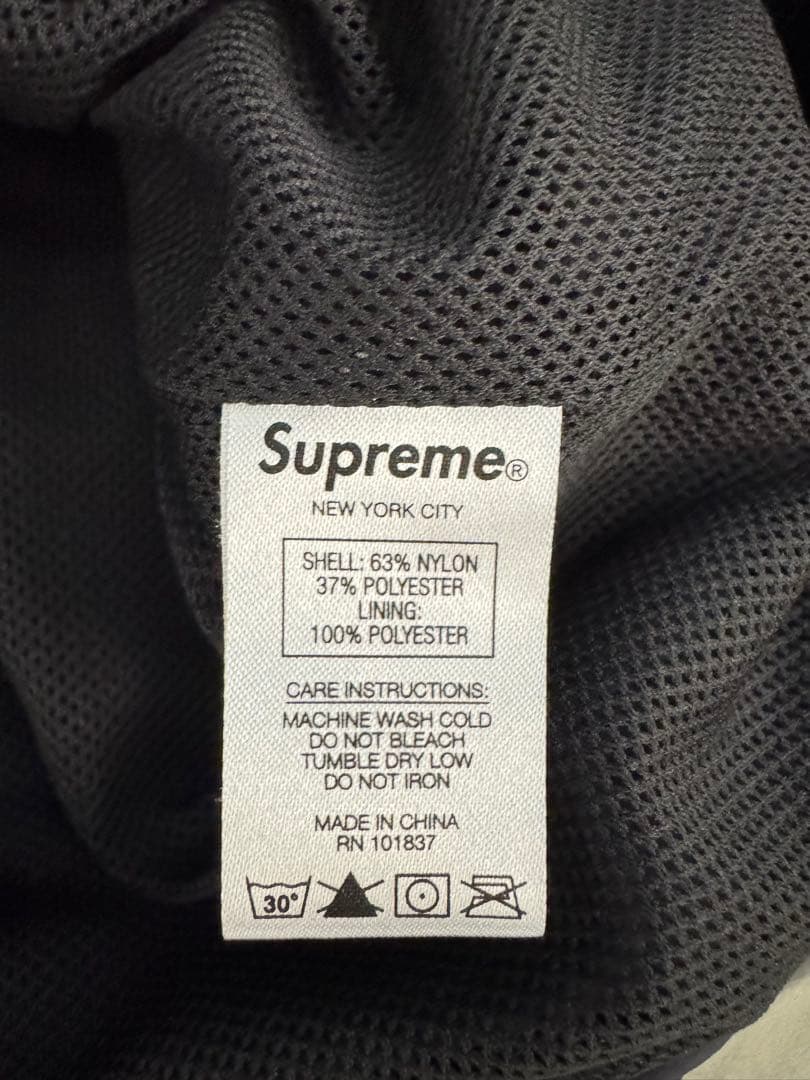 Supreme®
NEW YORK CITY
SHELL: 63% NYLON
37% POLYESTER
LINING:
100% POLYESTER
CARE INSTRUCTIONS:
MACHINE WASH COLD
DO NOT BLEACH
TUMBLE DRY LOW
DO NOT IRON
MADE IN CHINA
RN 101837
30°